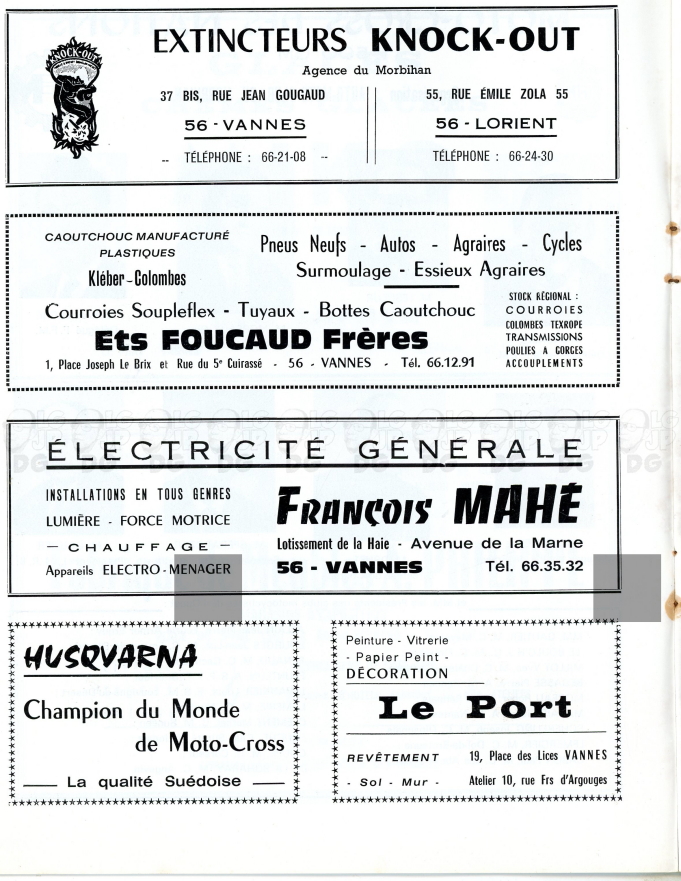 KNOCK-OUT
EXTINCTEURS KNOCK-OUT
Agence du Morbihan
37 BIS, RUE JEAN GOUGAUD
56 - VANNES
-- TÉLÉPHONE : 66-21-08 --
55, RUE ÉMILE ZOLA 55
56 - LORIENT
TÉLÉPHONE : 66-24-30
CAOUTCHOUC MANUFACTURÉ
PLASTIQUES
Kléber-Colombes
Pneus Neufs - Autos - Agraires - Cycles
Surmoulage - Essieux Agraires
Courroies Soupleflex - Tuyaux - Bottes Caoutchouc
Ets FOUCAUD Frères
1, Place Joseph Le Brix et Rue du 5e Cuirassé - 56 - VANNES - Tél. 66.12.91
STOCK RÉGIONAL :
COURROIES
COLOMBES TEXROPE
TRANSMISSIONS
POULIES A GORGES
ACCOUPLEMENTS
ÉLECTRICITÉ GÉNÉRALE
INSTALLATIONS EN TOUS GENRES
LUMIÈRE - FORCE MOTRICE
- CHAUFFAGE -
Appareils ELECTRO-MENAGER
FRANÇOIS MAHÉ
Lotissement de la Haie - Avenue de la Marne
56 - VANNES Tél. 66.35.32
HUSQVARNA
Champion du Monde
de Moto-Cross
La qualité Suédoise
Peinture - Vitrerie
- Papier Peint -
DÉCORATION
Le Port
REVÊTEMENT
- Sol - Mur -
19, Place des Lices VANNES
Atelier 10, rue Frs d'Argouges